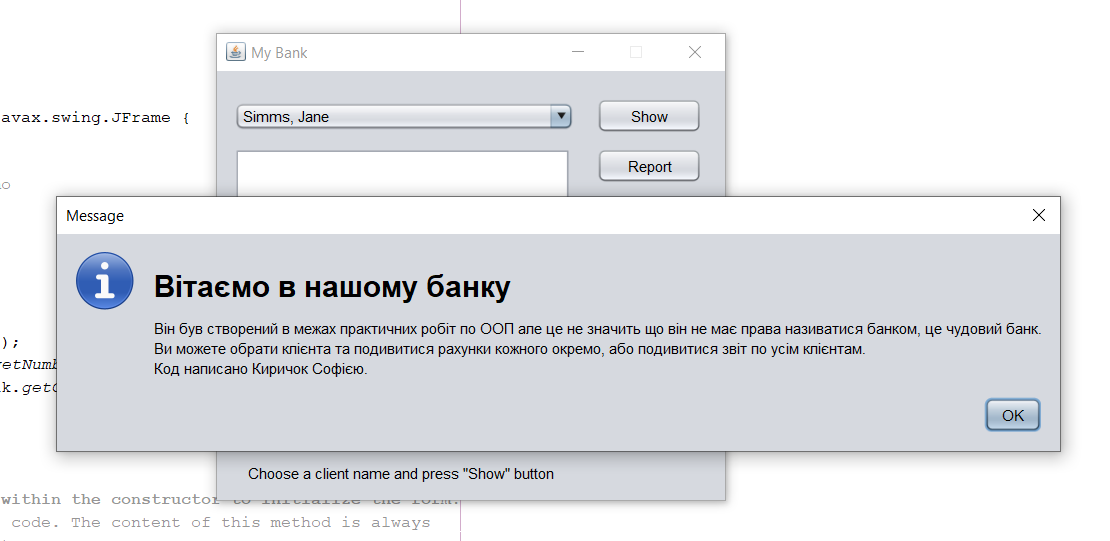 My Bank
avax.swing.JFrame {
Simms, Jane
Show
Report
Message
Вітаємо в нашому банку
Він був створений в межах практичних робіт по ООП але це не значить що він не має права називатися банком, це чудовий банк.
Ви можете обрати клієнта та подивитися рахунки кожного окремо, або подивитися звіт по усім клієнтам.
Код написано Киричок Софією.
);
OK
Choose a client name and press "Show" button
within the constructor to initialize the form.
code. The content of this method is always